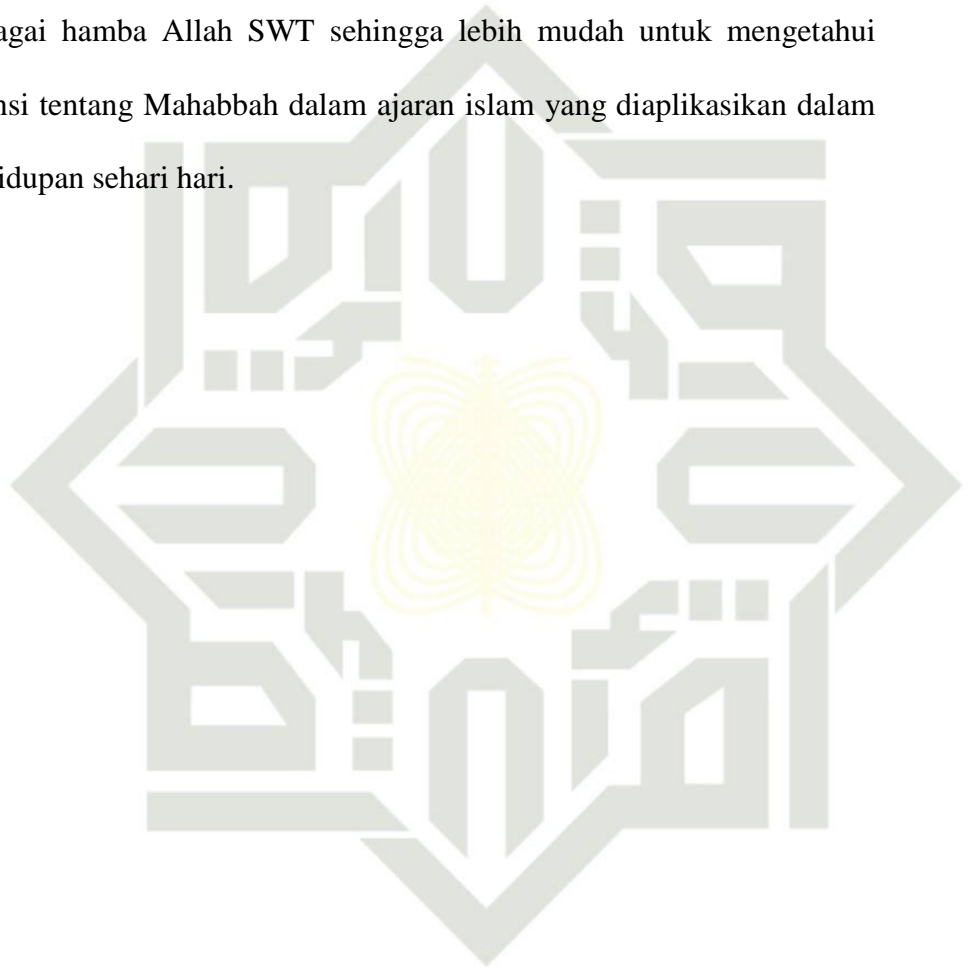 agai hamba Allah SWT sehingga lebih mudah untuk mengetahui
nsi tentang Mahabbah dalam ajaran islam yang diaplikasikan dalam
idupan sehari hari.